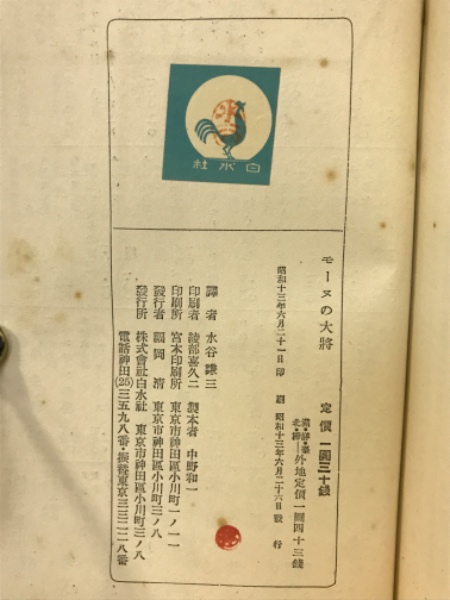 白水社
モーヌの大将
定價 一圓三十錢
外地定價一圓四十三錢
昭和十三年六月二十一日印刷 昭和十三年六月二十六日發行
譯者 水谷謙三
印刷者 綾部喜久二 製本者 中野和一
印刷所 宮本印刷所 東京市神田區小川町一ノ一一
發行者 福岡清 東京市神田區小川町三ノ八
發行所 株式會社白水社 東京市神田區小川町三ノ八
電話神田(25)三五九八番・振替東京三三二二八番